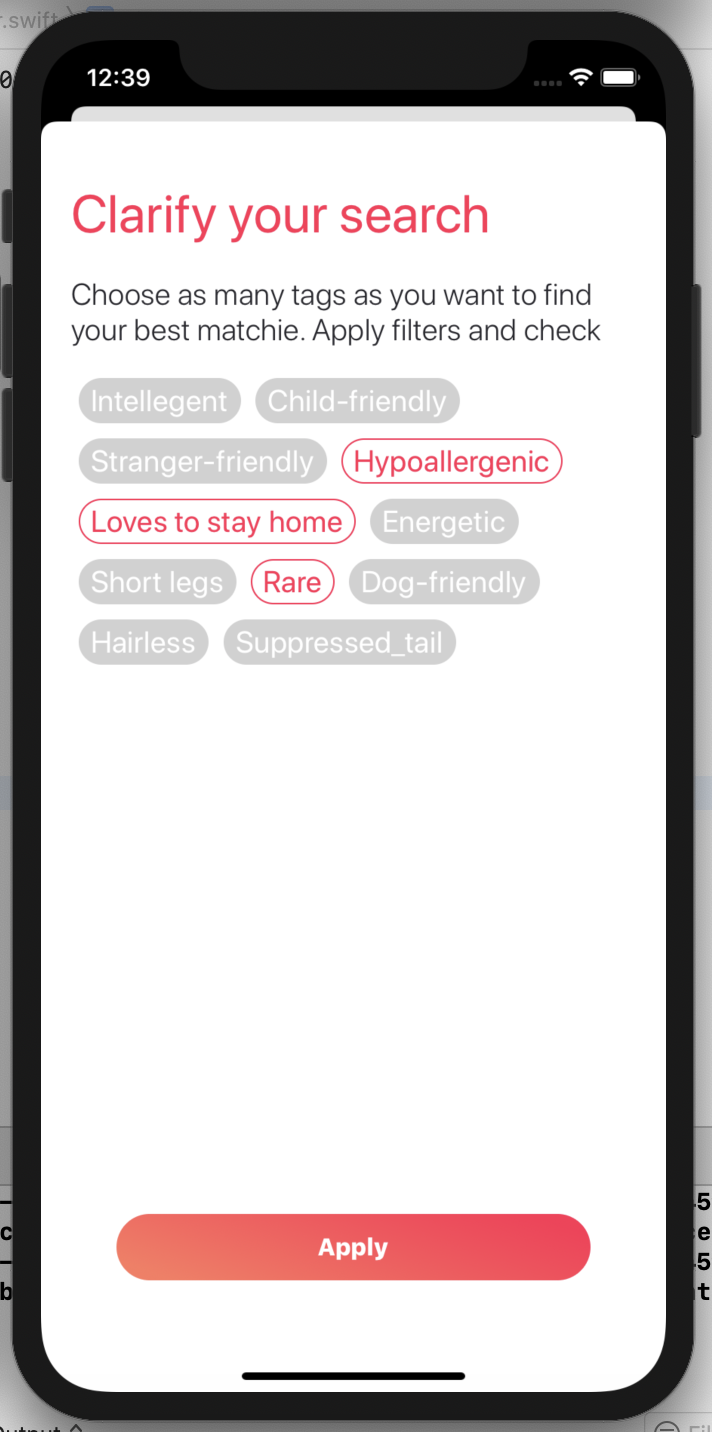 r.swift
12:39
Clarify your search
Choose as many tags as you want to find
your best matchie. Apply filters and check
Intellegent Child-friendly
Stranger-friendly Hypoallergenic
Loves to stay home Energetic
Short legs Rare Dog-friendly
Hairless Suppressed_tail
Apply